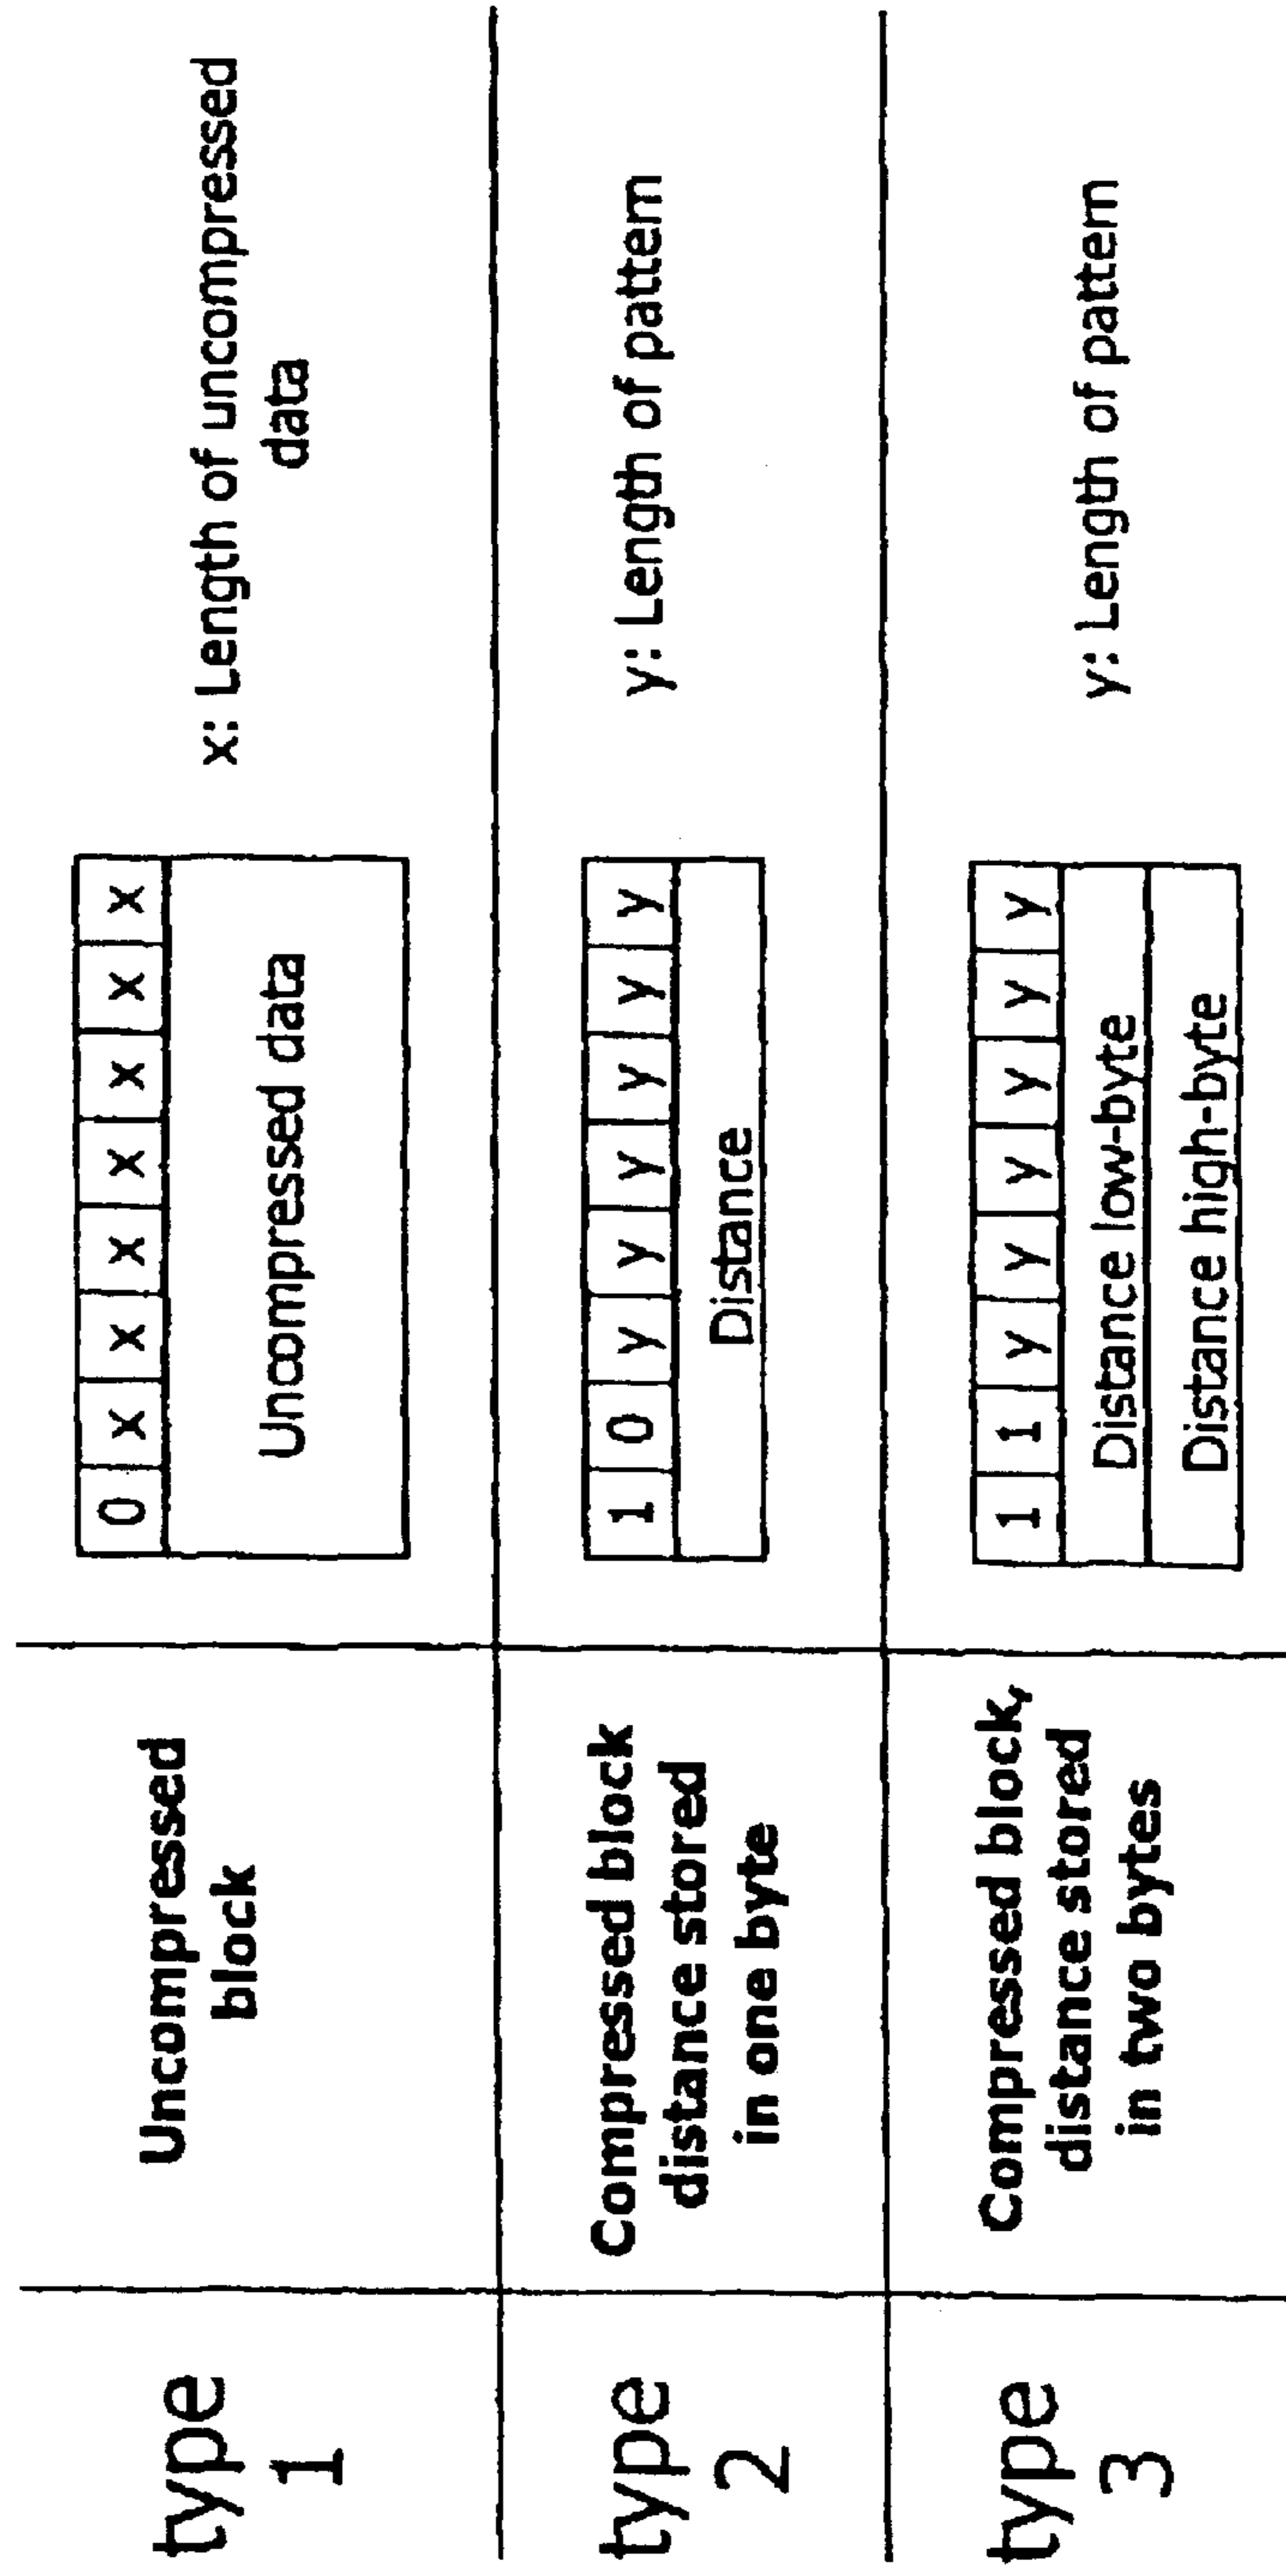 type
1
Uncompressed
block
0 x x x x x x x
Uncompressed data
x: Length of uncompressed
data
type
2
Compressed block
distance stored
in one byte
1 0 y y y y y y
Distance
y: Length of pattern
type
3
Compressed block,
distance stored
in two bytes
1 1 y y y y y y
Distance low-byte
Distance high-byte
y: Length of pattern